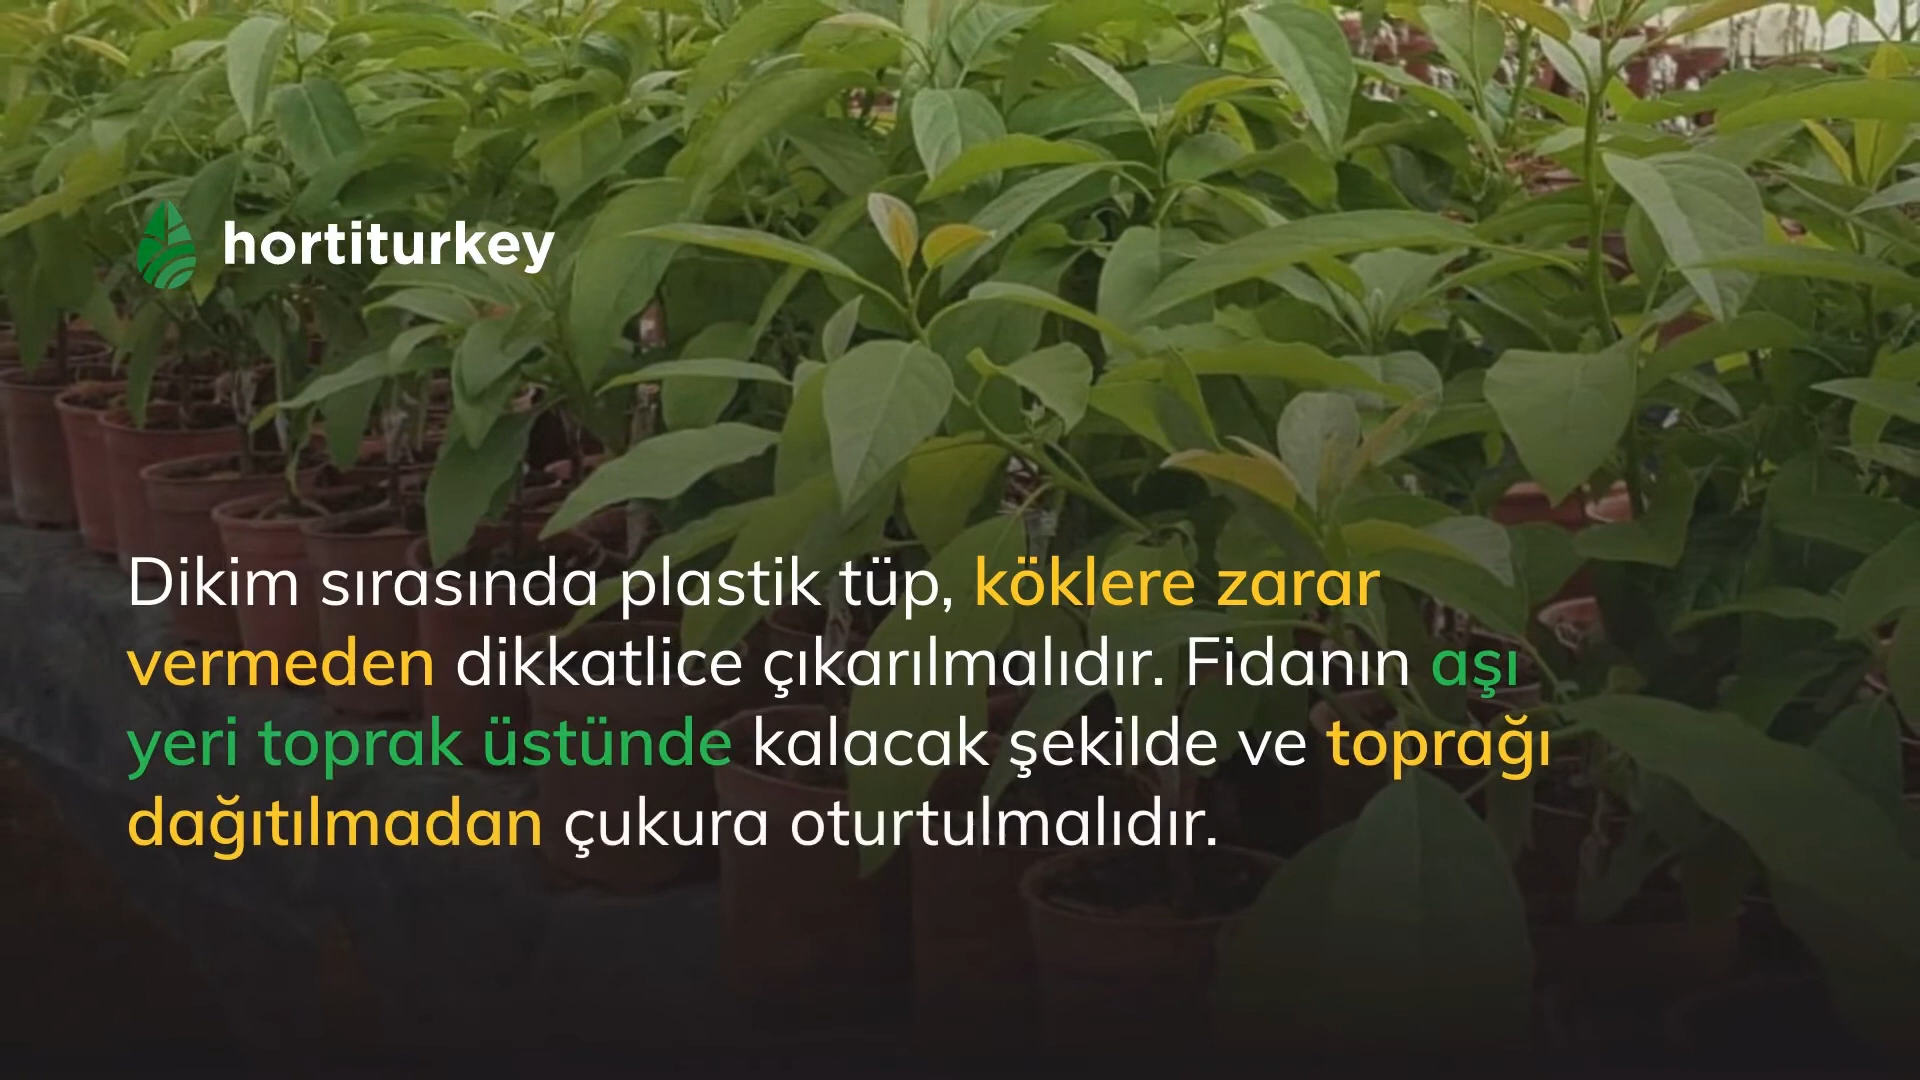 hortiturkey
Dikim sırasında plastik tüp, köklere zarar
vermeden dikkatlice çıkarılmalıdır. Fidanın aşı
yeri toprak üstünde kalacak şekilde ve toprağı
dağıtılmadan çukura oturtulmalıdır.